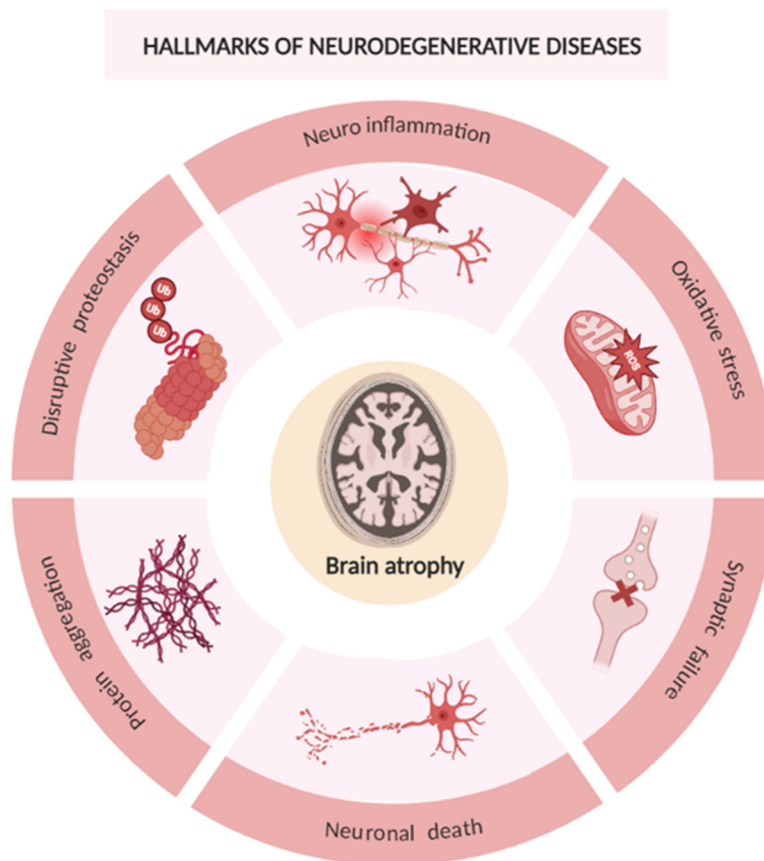 HALLMARKS OF NEURODEGENERATIVE DISEASES
Neuro inflammation
Oxidative stress
ROS
Synaptic failure
Neuronal death
Protein aggregation
Disruptive proteostasis
Ub
Ub
Ub
Brain atrophy